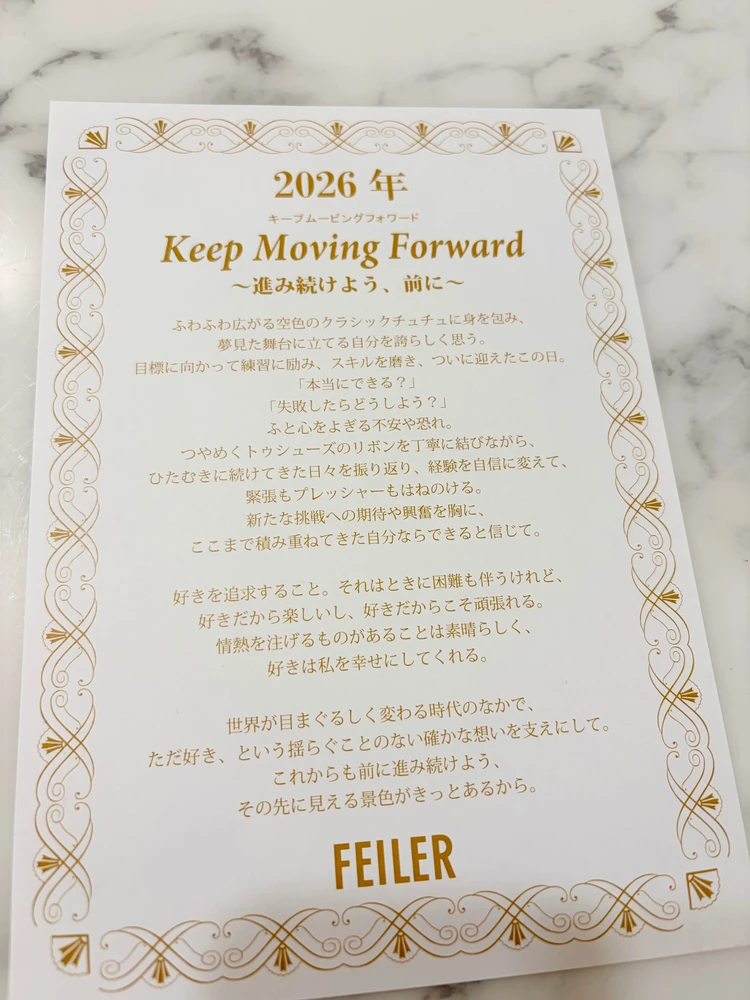 2026 年
キープムービングフォワード
Keep Moving Forward
〜進み続けよう、前に〜
ふわふわ広がる空色のクラシックチュチュに身を包み、
夢見た舞台に立てる自分を誇らしく思う。
目標に向かって練習に励み、スキルを磨き、ついに迎えたこの日。
「本当にできる？」
「失敗したらどうしよう？」
ふと心をよぎる不安や恐れ。
つやめくトゥシューズのリボンを丁寧に結びながら、
ひたむきに続けてきた日々を振り返り、経験を自信に変えて、
緊張もプレッシャーもはねのける。
新たな挑戦への期待や興奮を胸に、
ここまで積み重ねてきた自分ならできると信じて。
好きを追求すること。それはときに困難も伴うけれど、
好きだから楽しいし、好きだからこそ頑張れる。
情熱を注げるものがあることは素晴らしく、
好きは私を幸せにしてくれる。
世界が目まぐるしく変わる時代のなかで、
ただ好き、という揺らぐことのない確かな想いを支えにして。
これからも前に進み続けよう、
その先に見える景色がきっとあるから。
FEILER